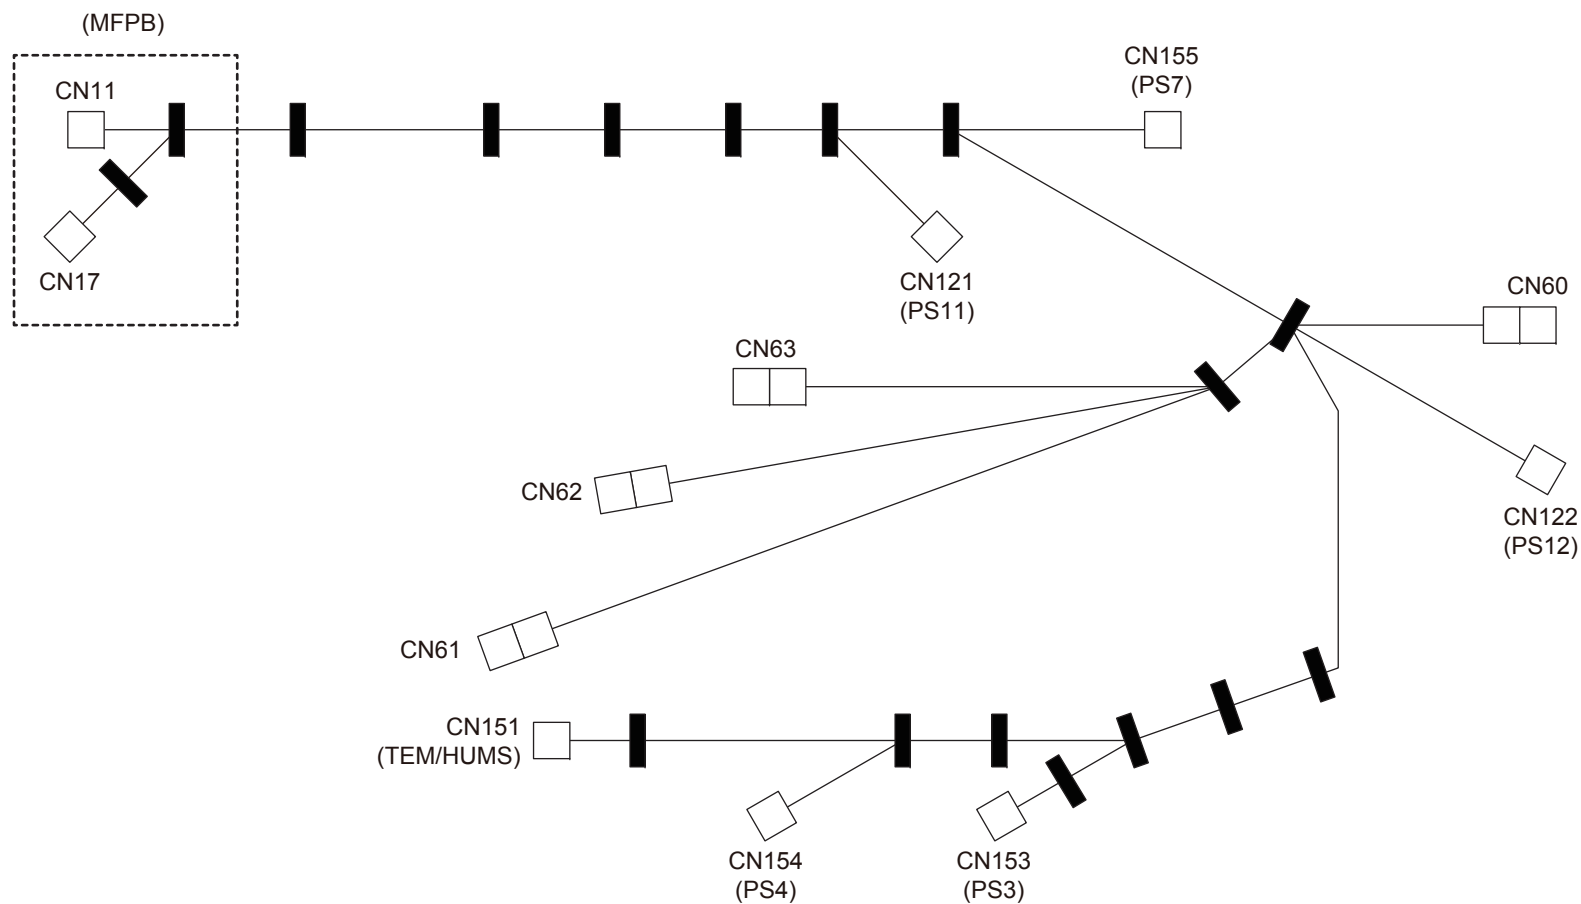 (MFPB)
CN11
CN17
CN155
(PS7)
CN121
(PS11)
CN60
CN63
CN62
CN122
(PS12)
CN61
CN151
(TEM/HUMS)
CN154
(PS4)
CN153
(PS3)